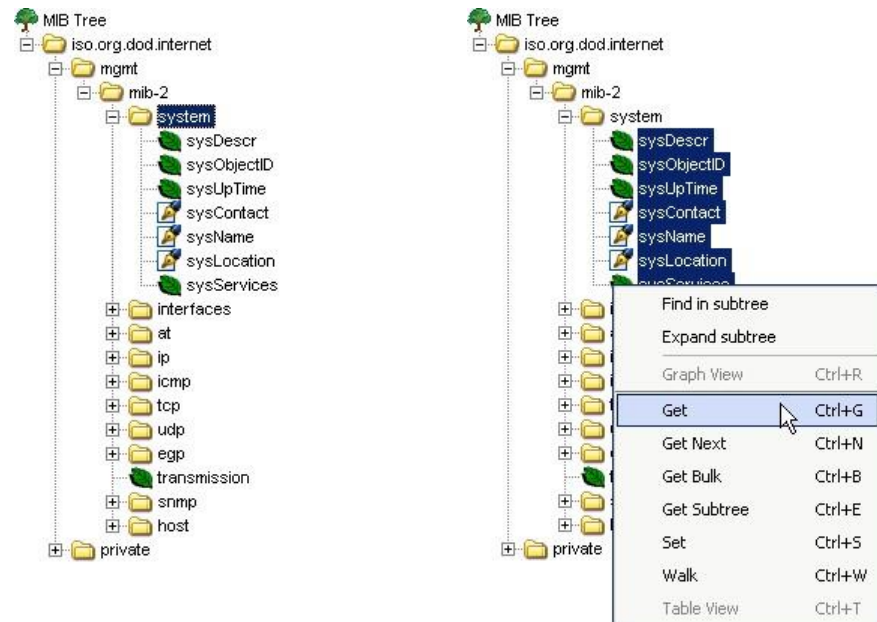 MIB Tree
iso.org.dod.internet
mgmt
mib-2
system
sysDescr
sysObjectID
sysUpTime
sysContact
sysName
sysLocation
sysServices
interfaces
at
ip
icmp
tcp
udp
egp
transmission
snmp
host
private
MIB Tree
iso.org.dod.internet
mgmt
mib-2
system
sysDescr
sysObjectID
sysUpTime
sysContact
sysName
sysLocation
sysServices
private
Find in subtree
Expand subtree
Graph View Ctrl+R
Get Ctrl+G
Get Next Ctrl+N
Get Bulk Ctrl+B
Get Subtree Ctrl+E
Set Ctrl+S
Walk Ctrl+W
Table View Ctrl+T